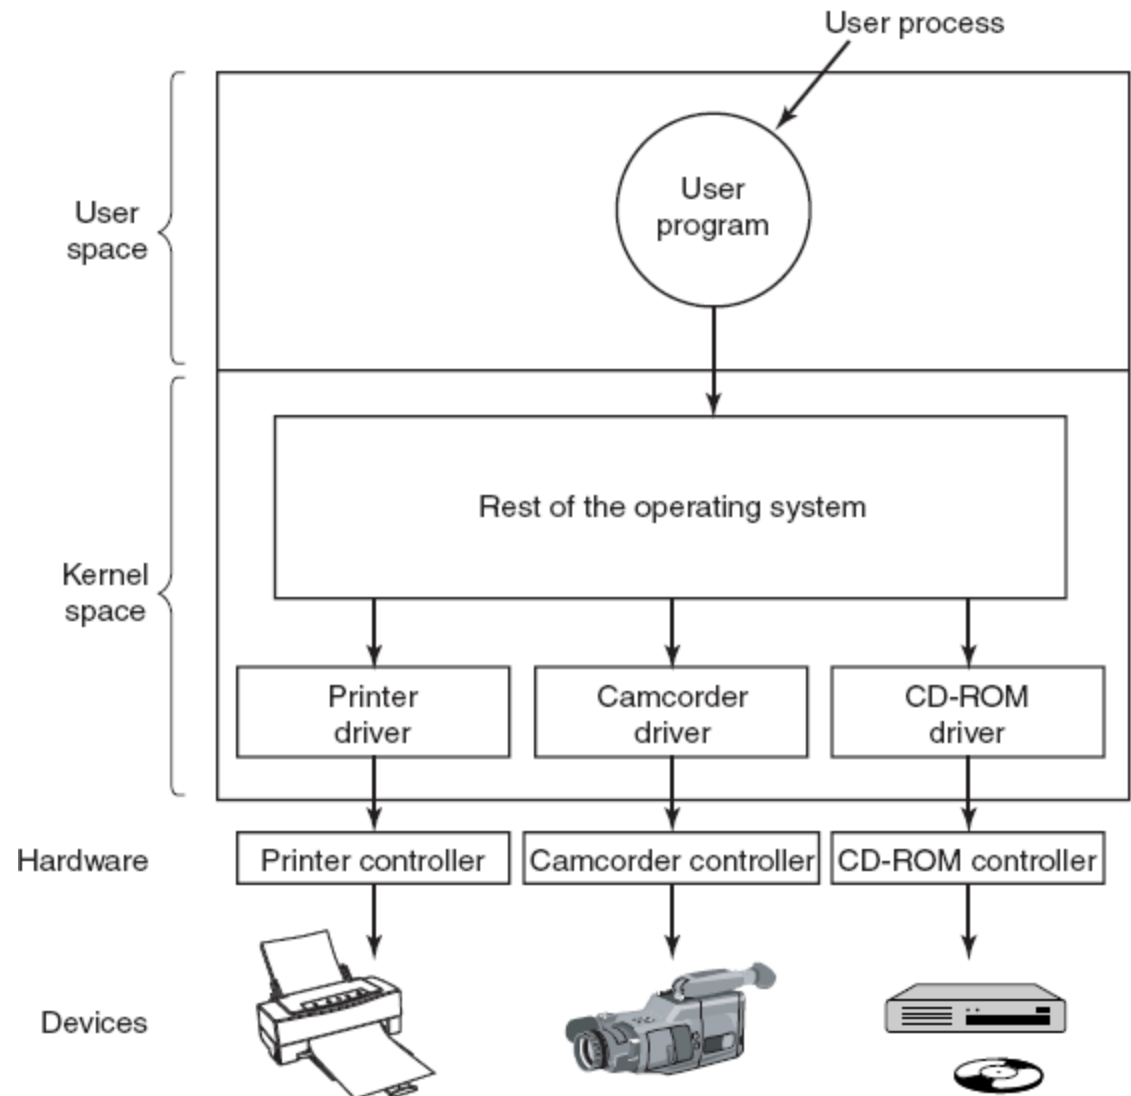 User process
User
program
User
space
Rest of the operating system
Kernel
space
Printer
driver
Camcorder
driver
CD-ROM
driver
Hardware
Printer controller
Camcorder controller
CD-ROM controller
Devices